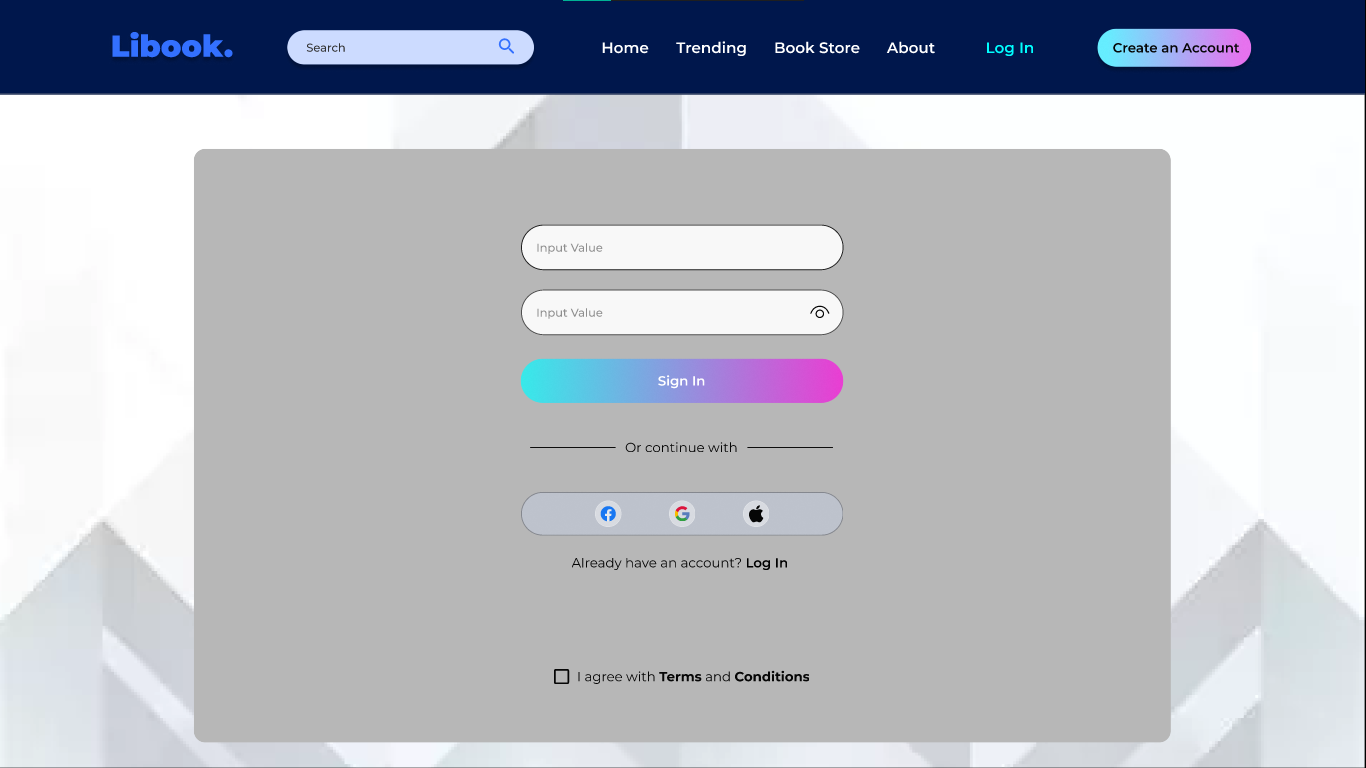 Libook.
Search
Home Trending Book Store About Log In Create an Account
Input Value
Input Value
Sign In
Or continue with
Already have an account? Log In
I agree with Terms and Conditions